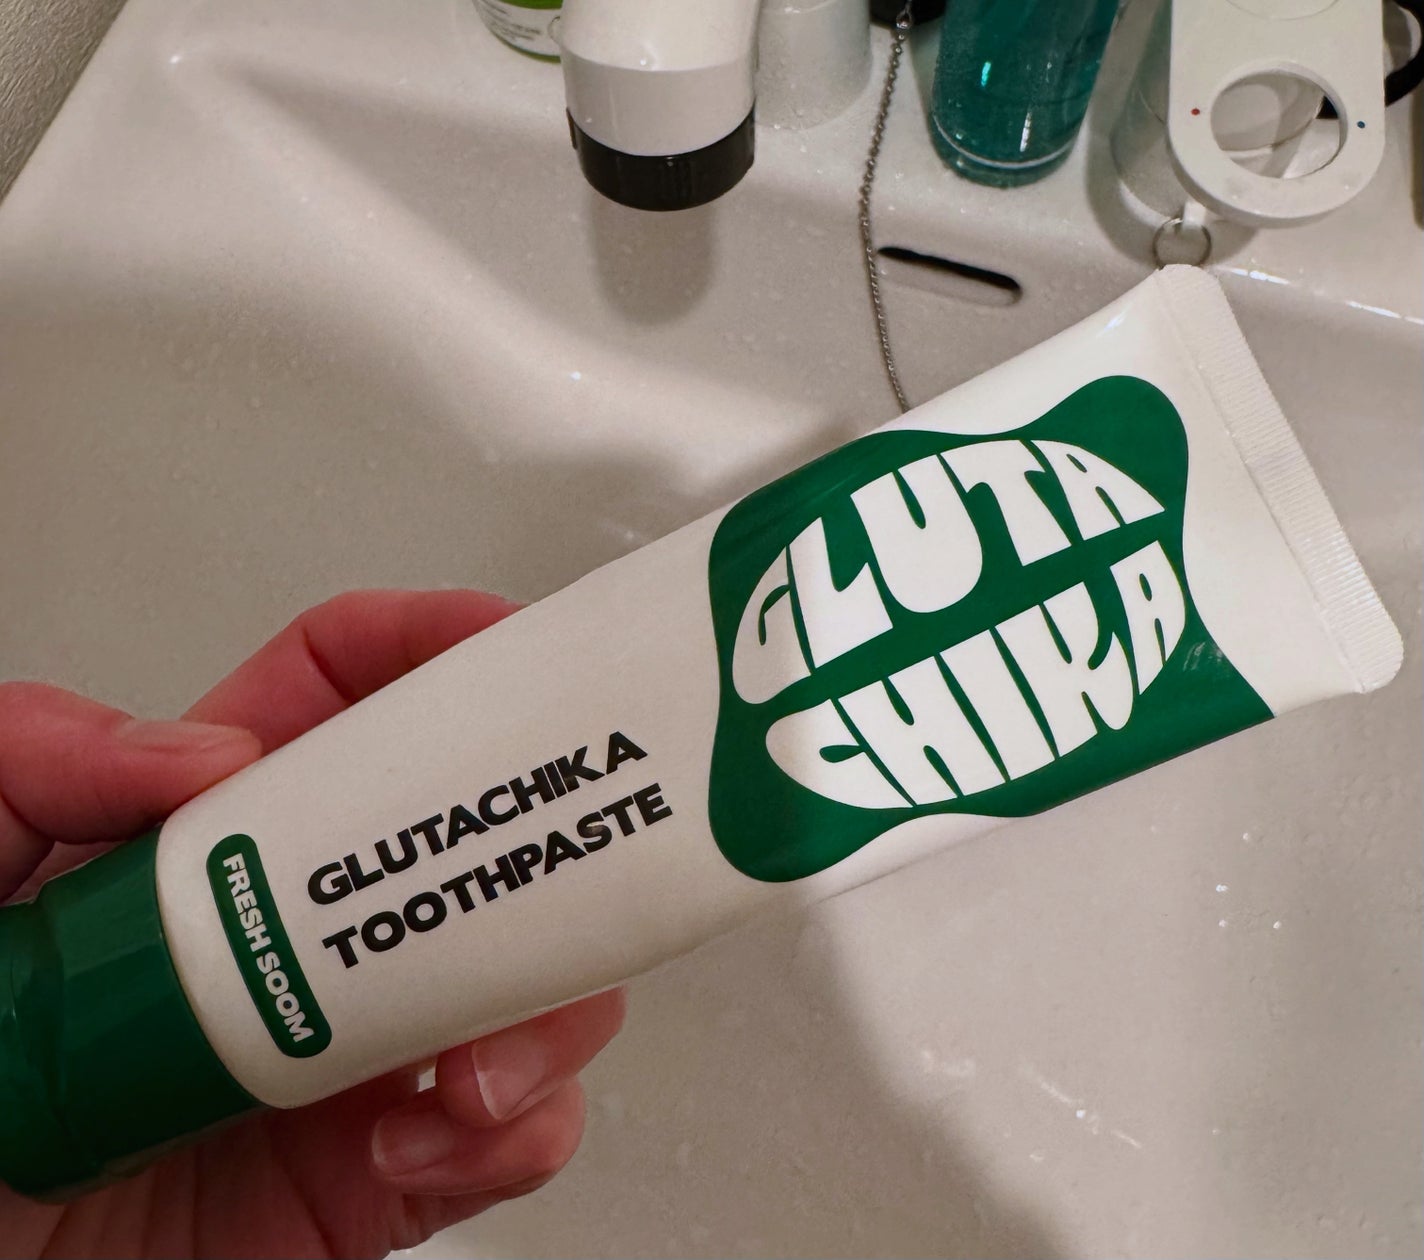 GLUTA
CHIKA
GLUTACHIKA
TOOTHPASTE
FRESH SOOM